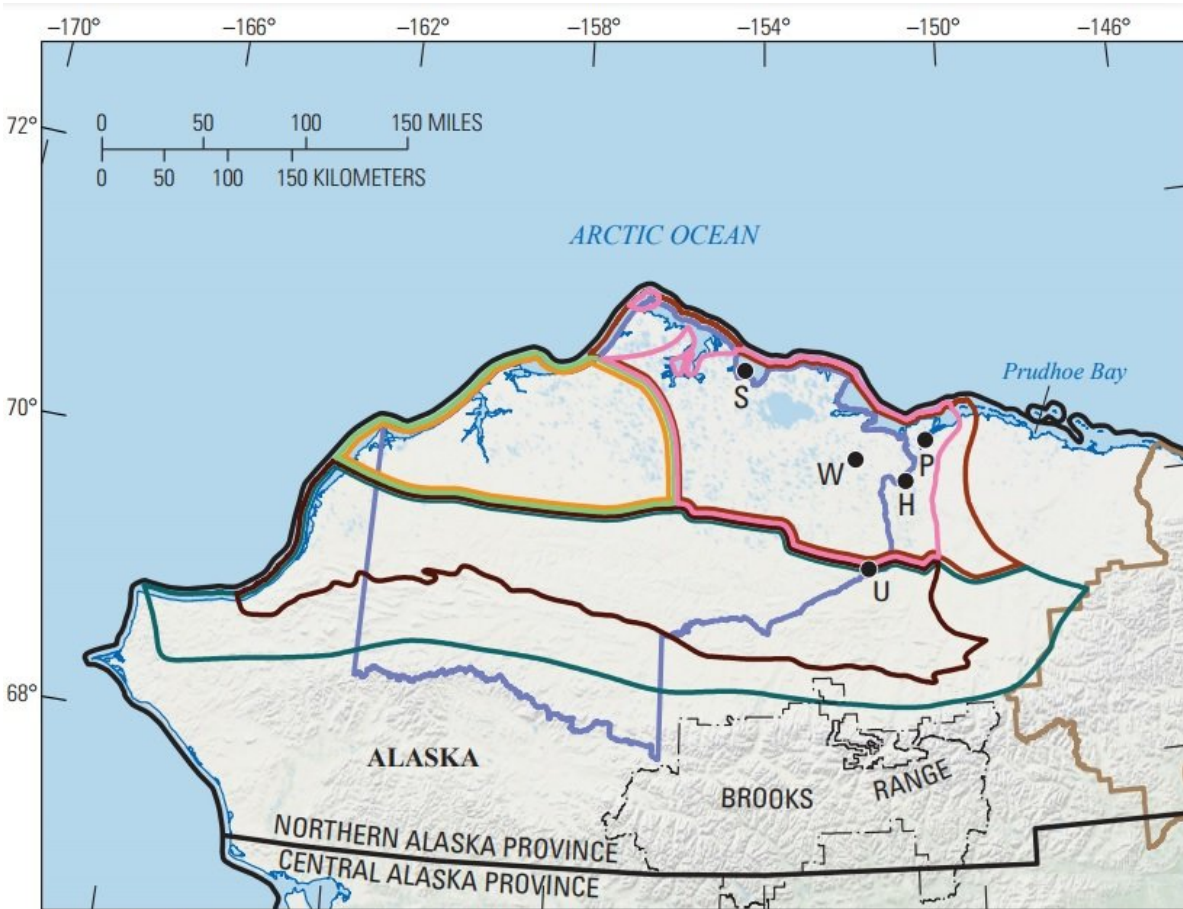 −170° −166° −162° −158° −154° −150° −146°
72°
0 50 100 150 MILES
0 50 100 150 KILOMETERS
ARCTIC OCEAN
Prudhoe Bay
70°
S
P
W
H
U
68°
ALASKA
BROOKS
RANGE
NORTHERN ALASKA PROVINCE
CENTRAL ALASKA PROVINCE